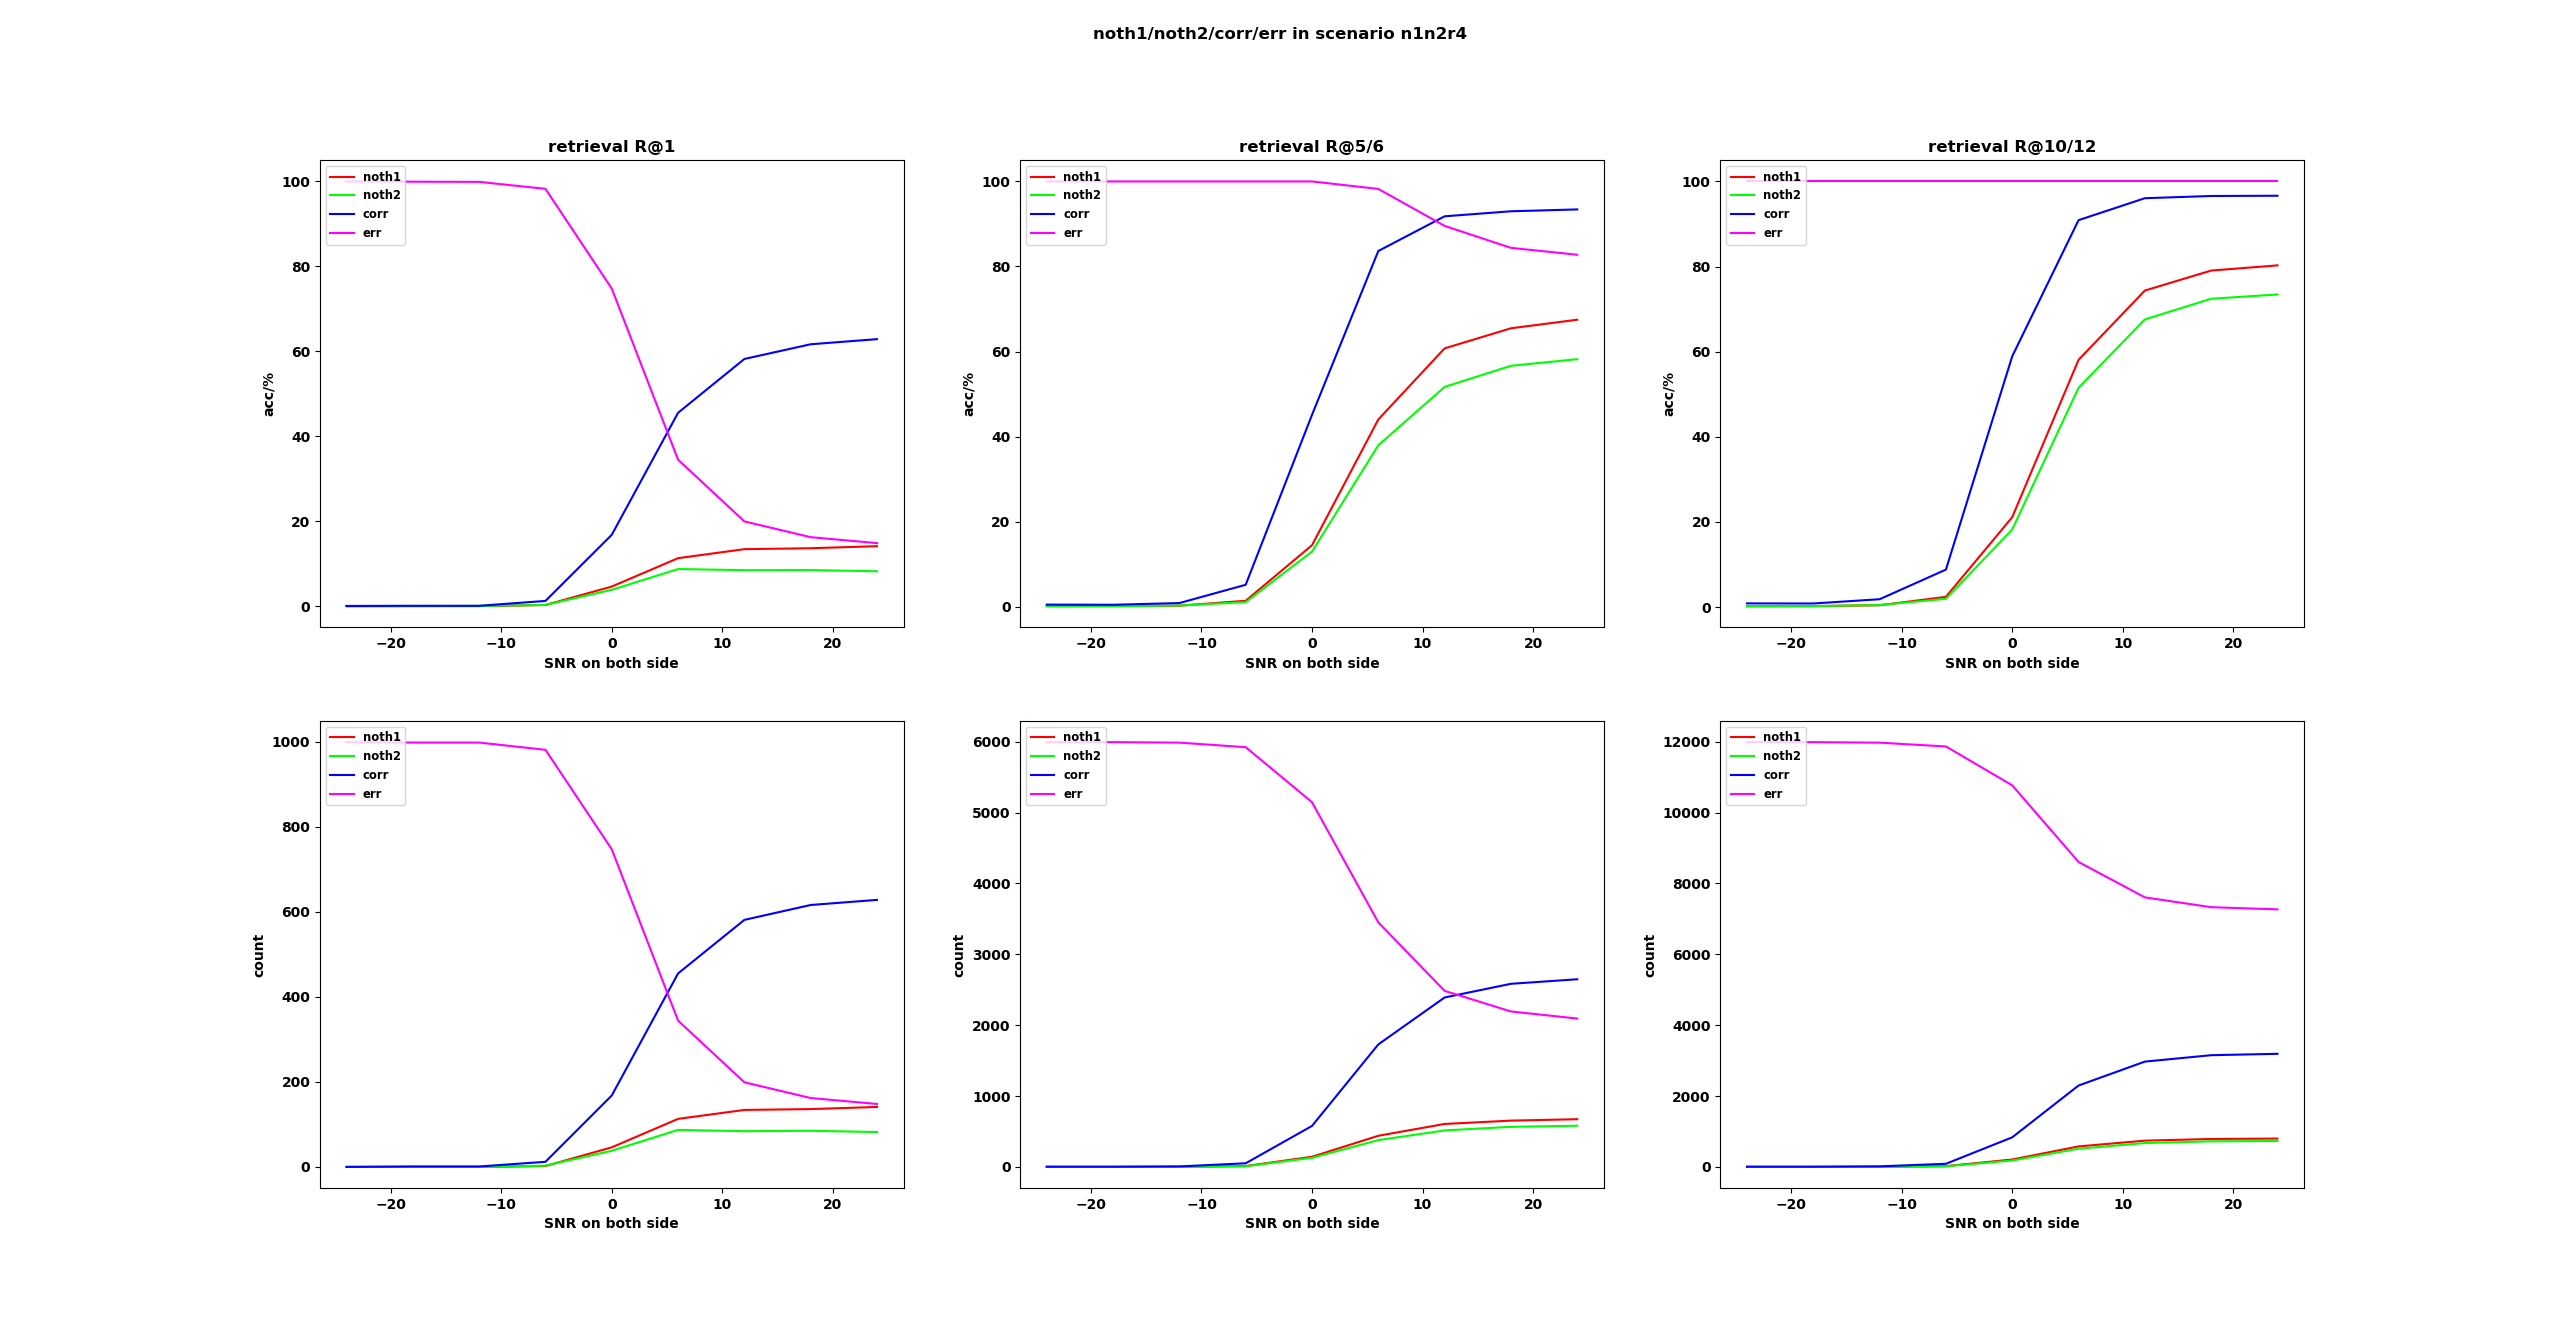 noth1/noth2/corr/err in scenario n1n2r4
retrieval R@1
acc/%
100
80
60
40
20
0
noth1
noth2
corr
err
−20
−10
0
10
20
SNR on both side
retrieval R@5/6
acc/%
100
80
60
40
20
0
noth1
noth2
corr
err
−20
−10
0
10
20
SNR on both side
retrieval R@10/12
acc/%
100
80
60
40
20
0
noth1
noth2
corr
err
−20
−10
0
10
20
SNR on both side
count
1000
800
600
400
200
0
noth1
noth2
corr
err
−20
−10
0
10
20
SNR on both side
count
6000
5000
4000
3000
2000
1000
0
noth1
noth2
corr
err
−20
−10
0
10
20
SNR on both side
count
12000
10000
8000
6000
4000
2000
0
noth1
noth2
corr
err
−20
−10
0
10
20
SNR on both side